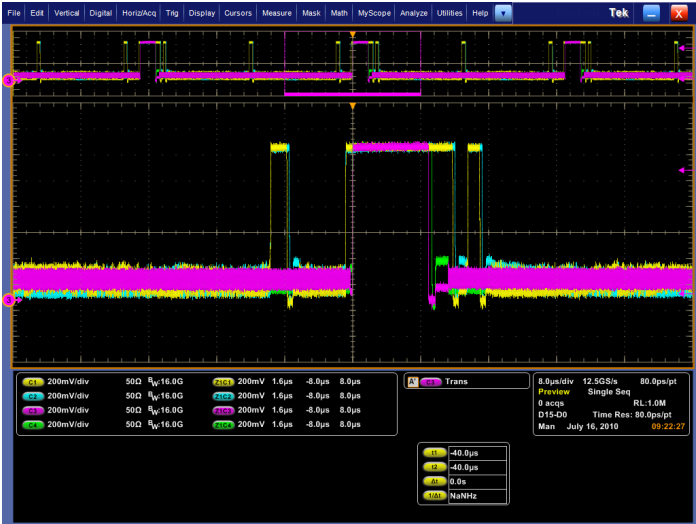 File Edit Vertical Digital Horiz/Acq Trig Display Cursors Measure Mask Math MyScope Analyze Utilities Help Tek X
3
3
C1 200mV/div 50Ω BW:16.0G Z1C1 200mV 1.6µs -8.0µs 8.0µs
C2 200mV/div 50Ω BW:16.0G Z1C2 200mV 1.6µs -8.0µs 8.0µs
C3 200mV/div 50Ω BW:16.0G Z1C3 200mV 1.6µs -8.0µs 8.0µs
C4 200mV/div 50Ω BW:16.0G Z1C4 200mV 1.6µs -8.0µs 8.0µs
A' C3 Trans
8.0µs/div 12.5GS/s 80.0ps/pt
Preview Single Seq
0 acqs RL:1.0M
D15-D0 Time Res: 80.0ps/pt
Man July 16, 2010 09:22:27
t1 -40.0µs
t2 -40.0µs
Δt 0.0s
1/Δt NaNHz